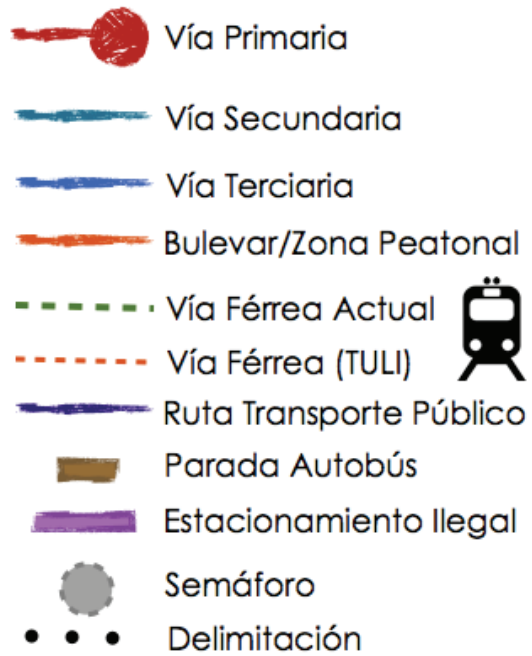 Vía Primaria
Vía Secundaria
Vía Terciaria
Bulevar/Zona Peatonal
Vía Férrea Actual
Vía Férrea (TULI)
Ruta Transporte Público
Parada Autobús
Estacionamiento Ilegal
Semáforo
Delimitación